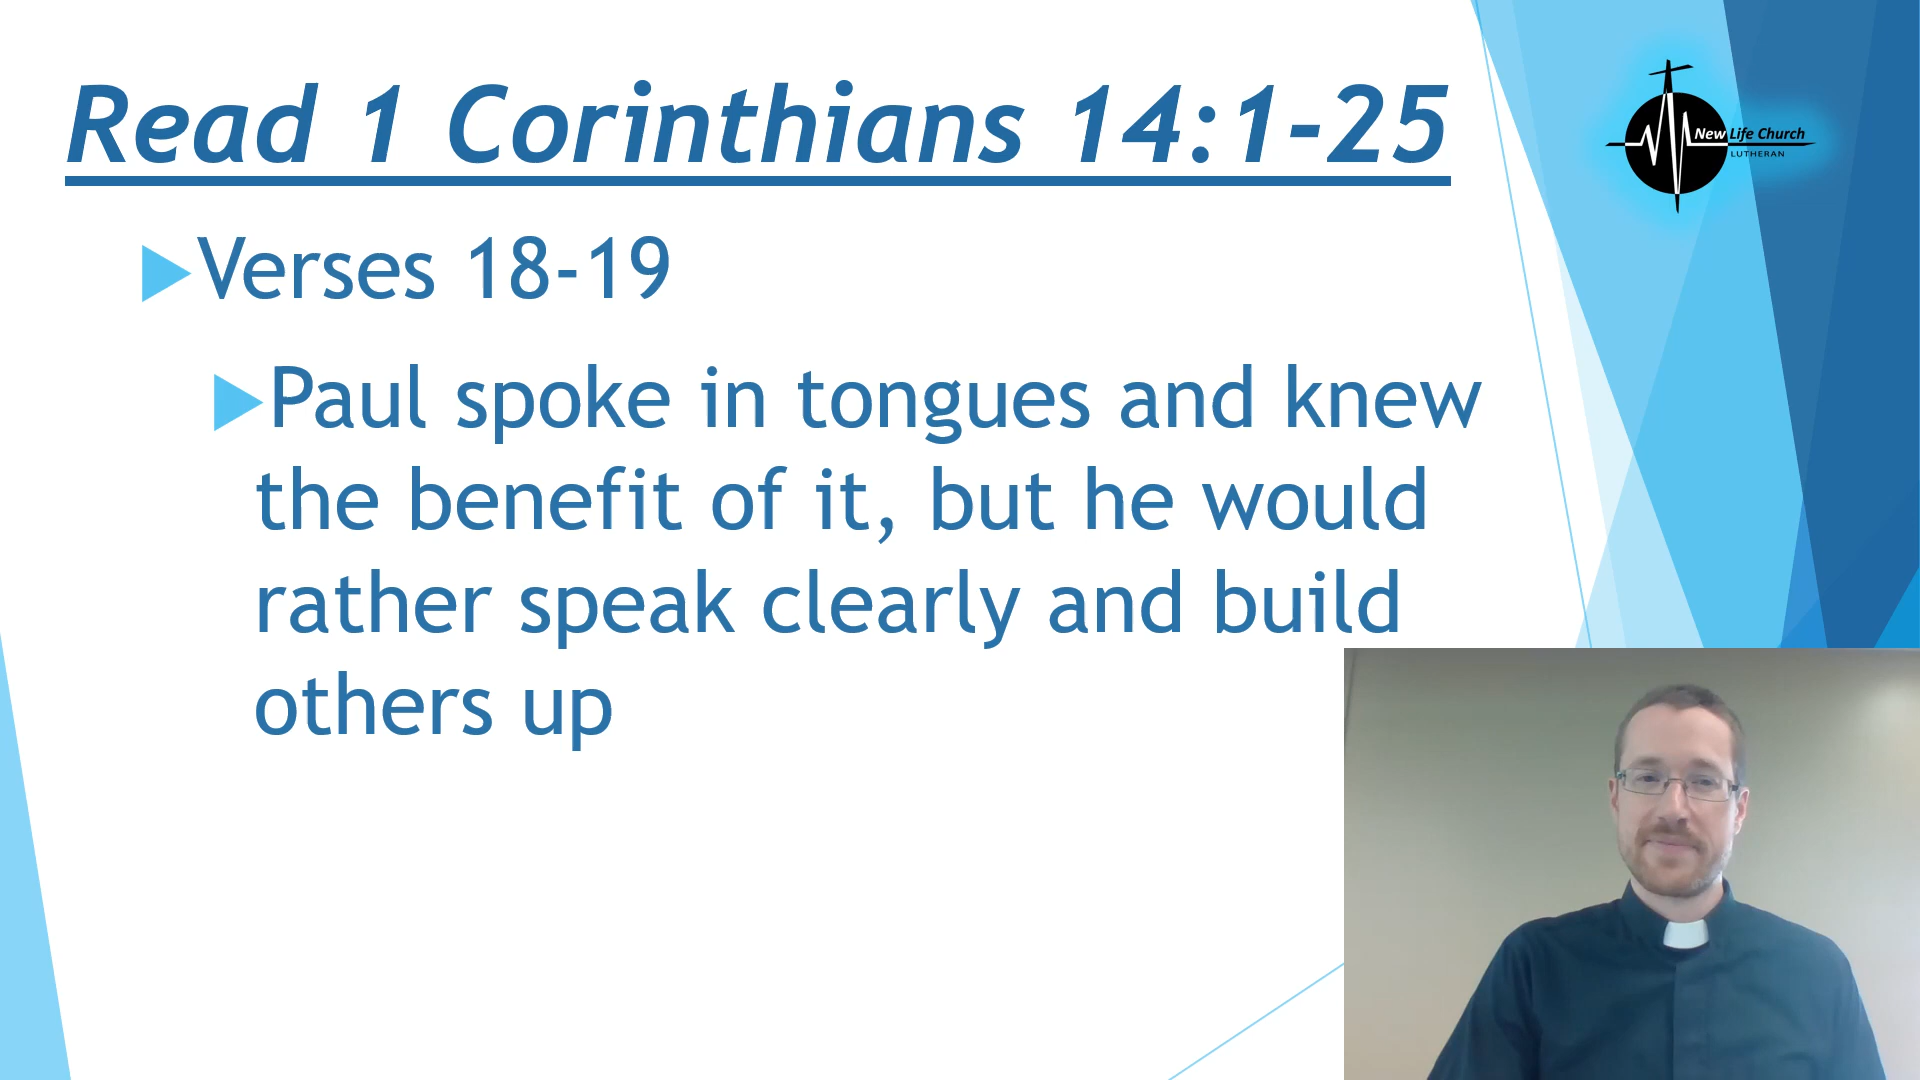 Read 1 Corinthians 14:1-25
New Life Church
LUTHERAN
Verses 18-19
Paul spoke in tongues and knew
the benefit of it, but he would
rather speak clearly and build
others up